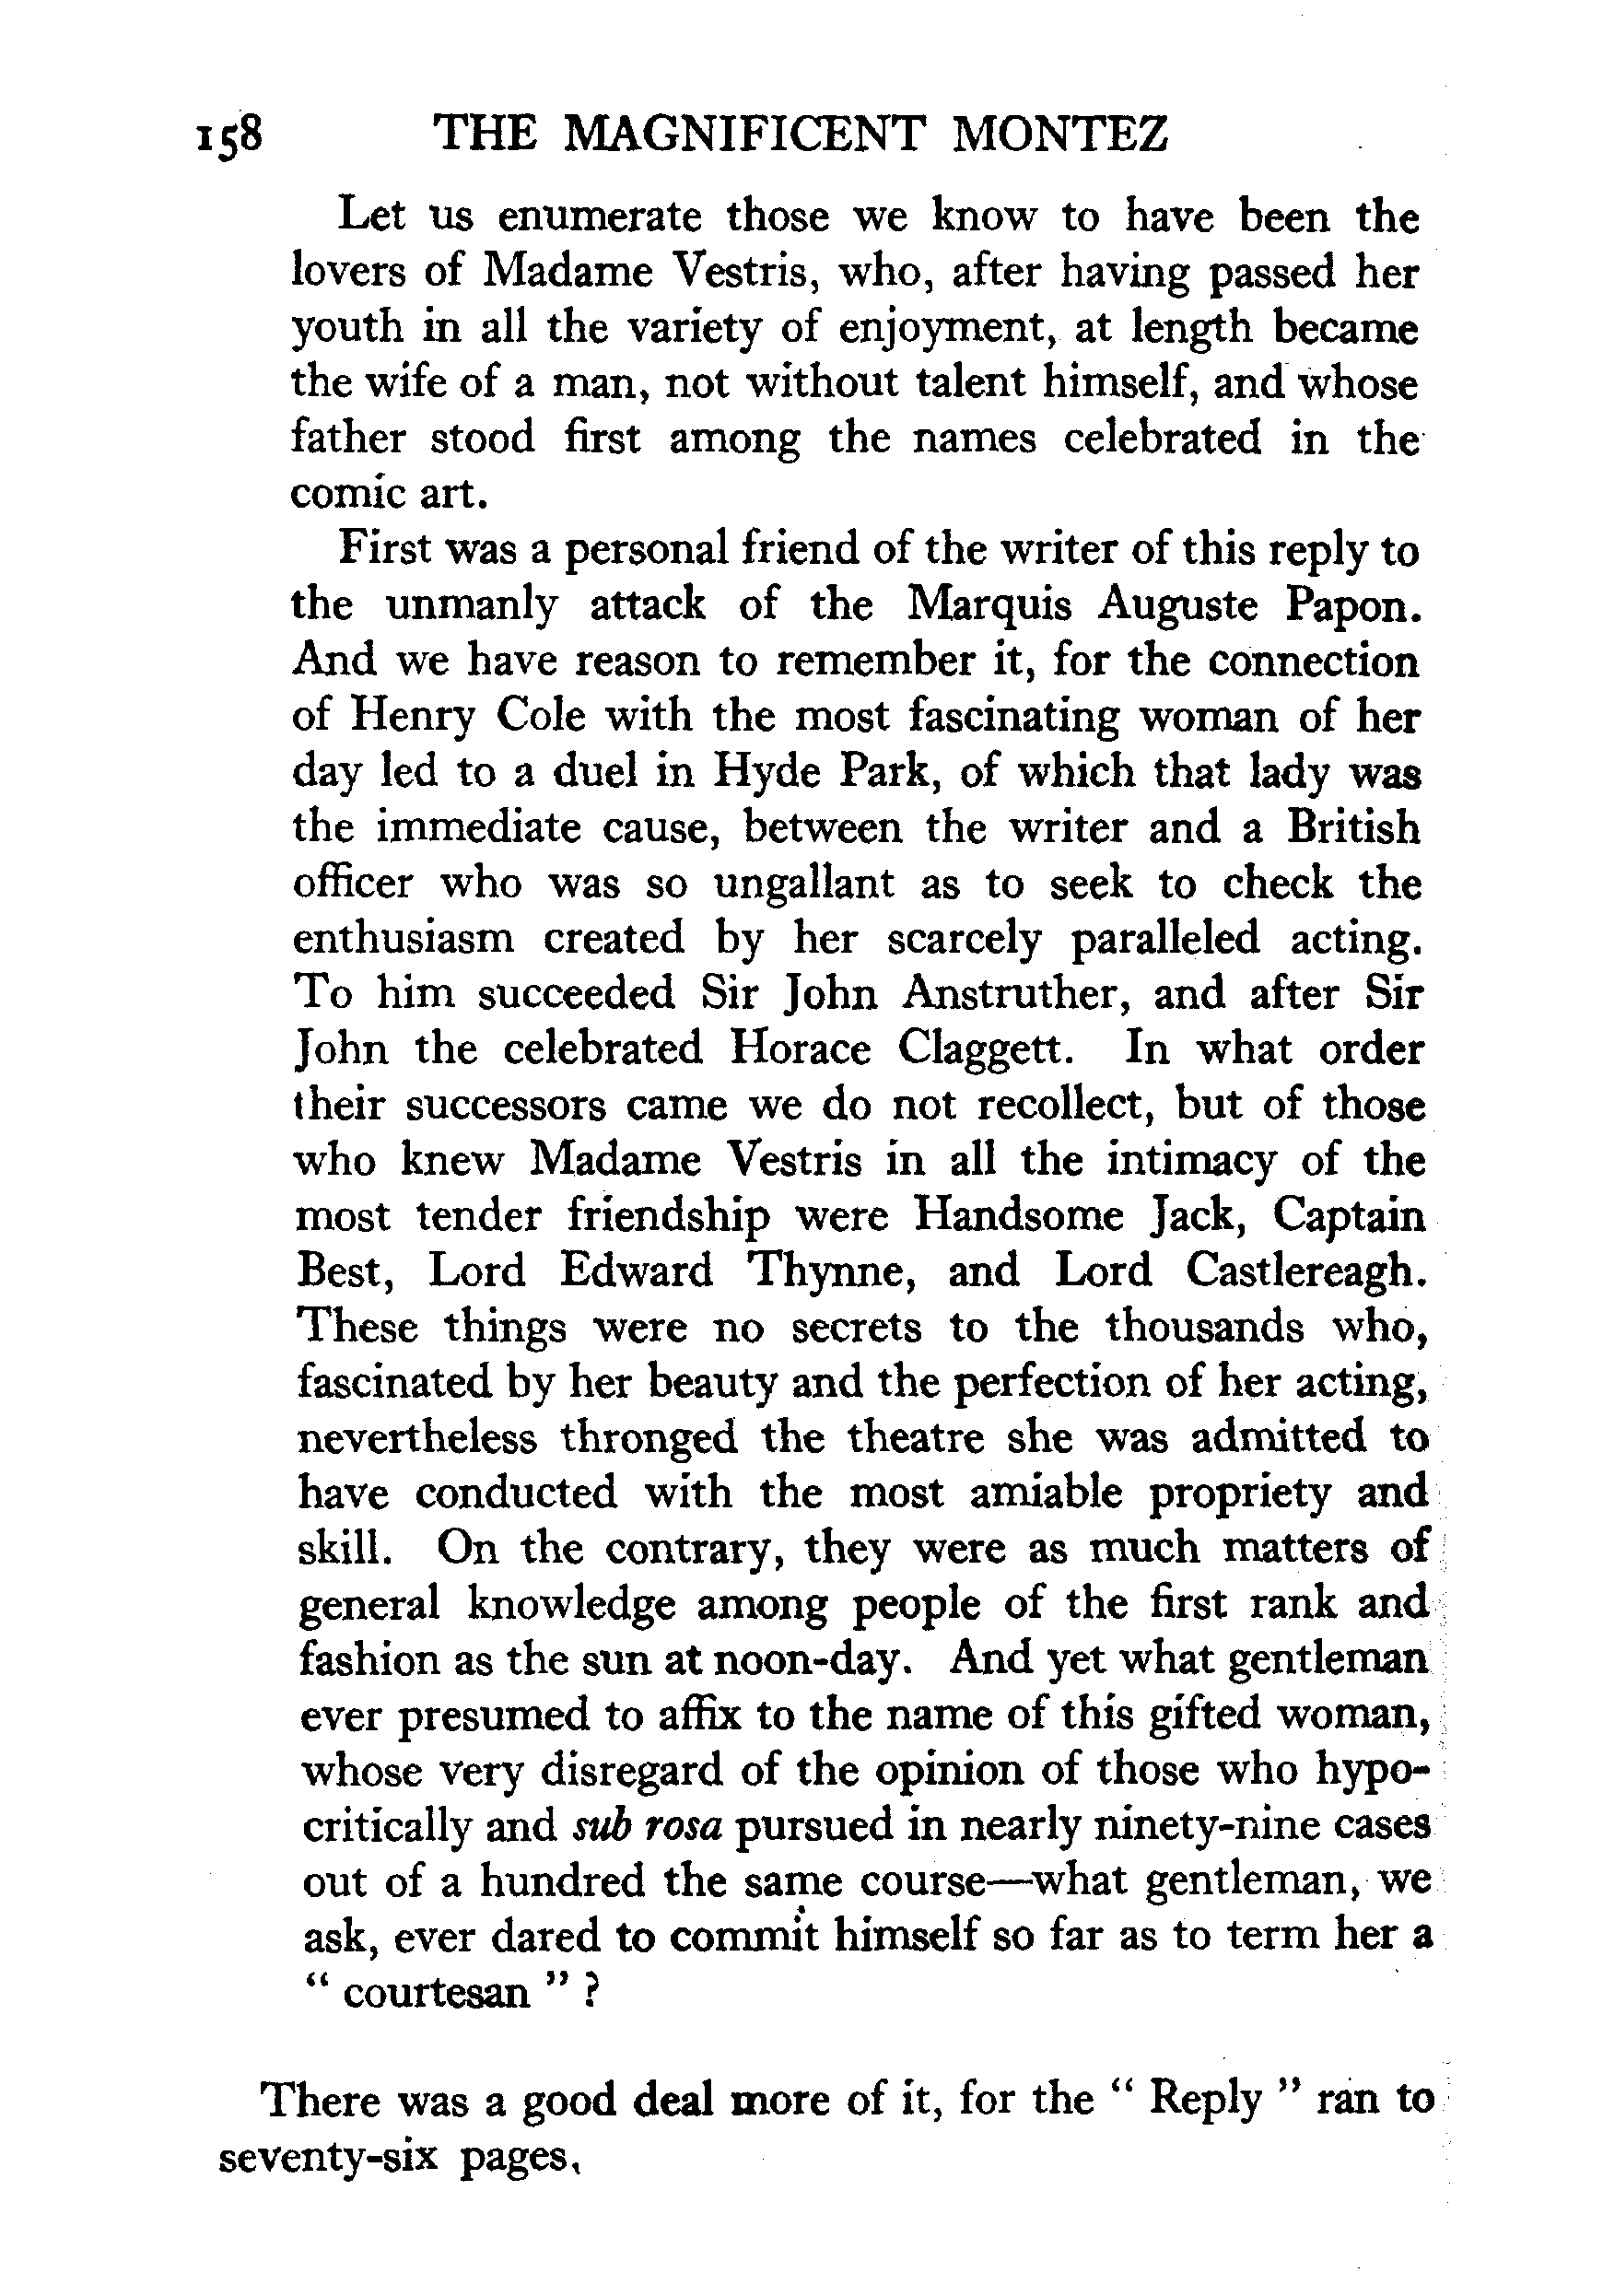 158 THE MAGNIFICENT MONTEZ
Let us enumerate those we know to have been the
lovers of Madame Vestris, who, after having passed her
youth in all the variety of enjoyment, at length became
the wife of a man, not without talent himself, and whose
father stood first among the names celebrated in the
comic art.
First was a personal friend of the writer of this reply to
the unmanly attack of the Marquis Auguste Papon.
And we have reason to remember it, for the connection
of Henry Cole with the most fascinating woman of her
day led to a duel in Hyde Park, of which that lady was
the immediate cause, between the writer and a British
officer who was so ungallant as to seek to check the
enthusiasm created by her scarcely paralleled acting.
To him succeeded Sir John Anstruther, and after Sir
John the celebrated Horace Claggett. In what order
their successors came we do not recollect, but of those
who knew Madame Vestris in all the intimacy of the
most tender friendship were Handsome Jack, Captain
Best, Lord Edward Thynne, and Lord Castlereagh.
These things were no secrets to the thousands who,
fascinated by her beauty and the perfection of her acting,
nevertheless thronged the theatre she was admitted to
have conducted with the most amiable propriety and
skill. On the contrary, they were as much matters of
general knowledge among people of the first rank and
fashion as the sun at noon-day. And yet what gentleman
ever presumed to affix to the name of this gifted woman,
whose very disregard of the opinion of those who hypo-
critically and sub rosa pursued in nearly ninety-nine cases
out of a hundred the same course—what gentleman, we
ask, ever dared to commit himself so far as to term her a
" courtesan " ?
There was a good deal more of it, for the " Reply " ran to
seventy-six pages,